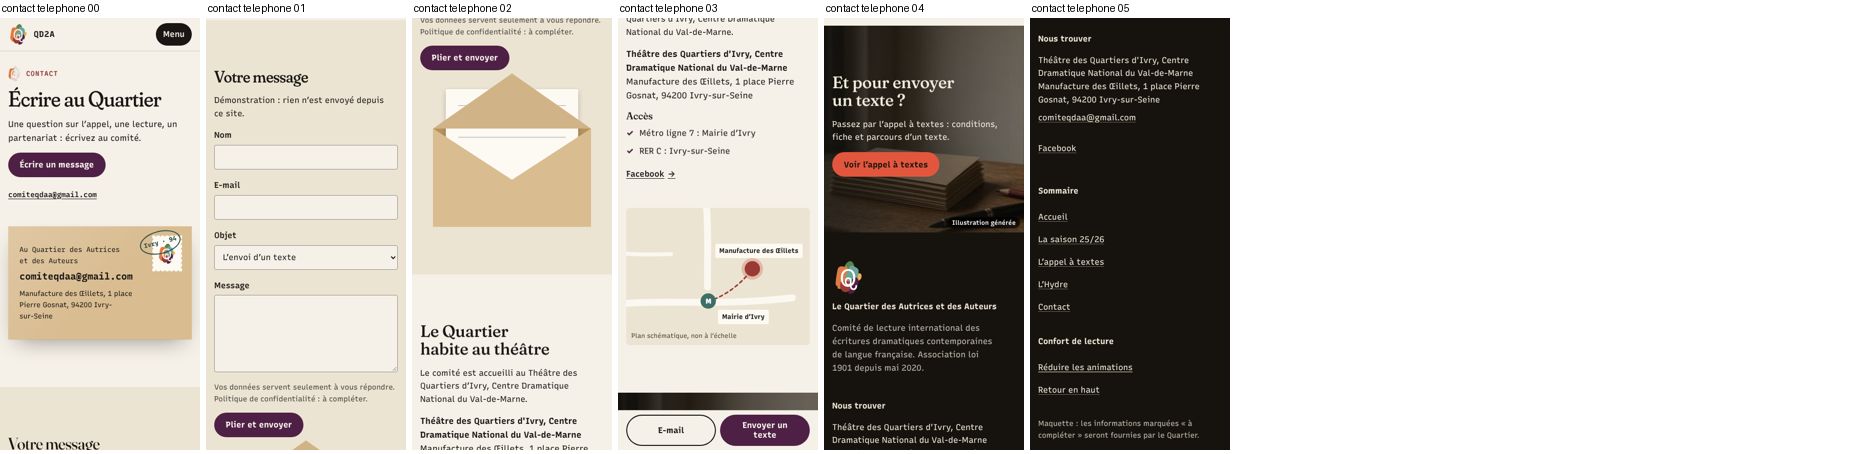 contact telephone 00
QD2A
Menu
CONTACT
Écrire au Quartier
Une question sur l'appel, une lecture, un
partenariat : écrivez au comité.
Écrire un message
comiteqdaa@gmail.com
Au Quartier des Autrices
et des Auteurs
comiteqdaa@gmail.com
Manufacture des Œillets, 1 place
Pierre Gosnat, 94200 Ivry-
sur-Seine
Ivry • 94
Votre message
contact telephone 01
Votre message
Démonstration : rien n'est envoyé depuis
ce site.
Nom
E-mail
Objet
L'envoi d'un texte
Message
Vos données servent seulement à vous répondre.
Politique de confidentialité : à compléter.
Plier et envoyer
contact telephone 02
Vos données servent seulement à vous répondre.
Politique de confidentialité : à compléter.
Plier et envoyer
Le Quartier
habite au théâtre
Le comité est accueilli au Théâtre des
Quartiers d'Ivry, Centre Dramatique
National du Val-de-Marne.
Théâtre des Quartiers d'Ivry, Centre
Dramatique National du Val-de-Marne
Manufacture des Œillets, 1 place Pierre
contact telephone 03
Quartiers d'Ivry, Centre Dramatique
National du Val-de-Marne.
Théâtre des Quartiers d'Ivry, Centre
Dramatique National du Val-de-Marne
Manufacture des Œillets, 1 place Pierre
Gosnat, 94200 Ivry-sur-Seine
Accès
✓ Métro ligne 7 : Mairie d'Ivry
✓ RER C : Ivry-sur-Seine
Facebook →
Manufacture des Œillets
M
Mairie d'Ivry
Plan schématique, non à l'échelle
E-mail
Envoyer un
texte
contact telephone 04
Et pour envoyer
un texte ?
Passez par l'appel à textes : conditions,
fiche et parcours d'un texte.
Voir l'appel à textes
Illustration générée
Le Quartier des Autrices et des Auteurs
Comité de lecture international des
écritures dramatiques contemporaines
de langue française. Association loi
1901 depuis mai 2020.
Nous trouver
Théâtre des Quartiers d'Ivry, Centre
Dramatique National du Val-de-Marne
contact telephone 05
Nous trouver
Théâtre des Quartiers d'Ivry, Centre
Dramatique National du Val-de-Marne
Manufacture des Œillets, 1 place Pierre
Gosnat, 94200 Ivry-sur-Seine
comiteqdaa@gmail.com
Facebook
Sommaire
Accueil
La saison 25/26
L'appel à textes
L'Hydre
Contact
Confort de lecture
Réduire les animations
Retour en haut
Maquette : les informations marquées « à
compléter » seront fournies par le Quartier.